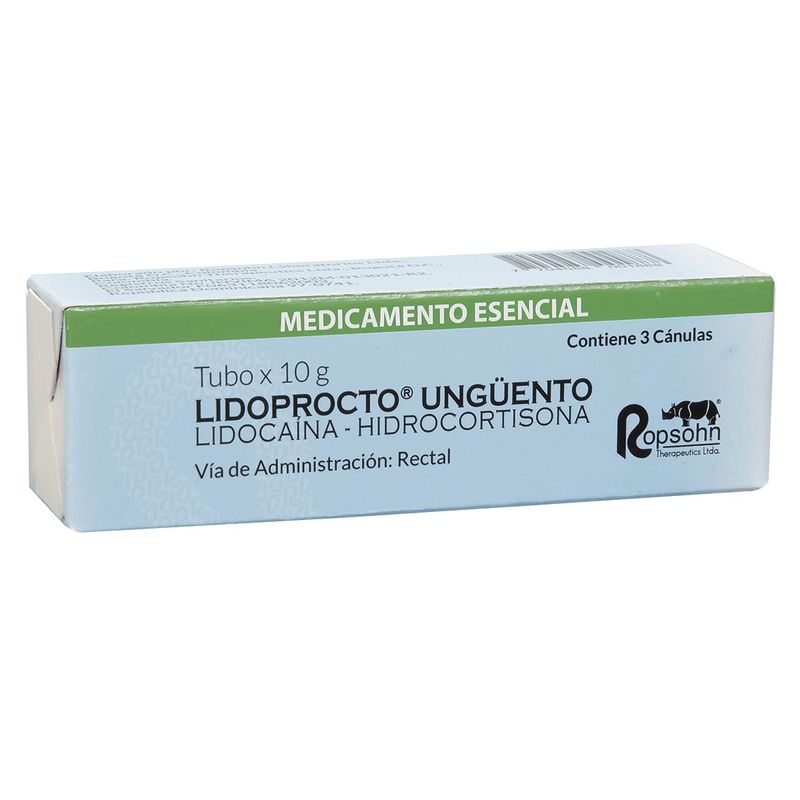 MEDICAMENTO ESENCIAL
Contiene 3 Cánulas
Tubo x 10 g
LIDOPROCTO® UNGÜENTO
LIDOCAÍNA - HIDROCORTISONA
Vía de Administración: Rectal
Ropsohn®
Therapeutics Ltda.